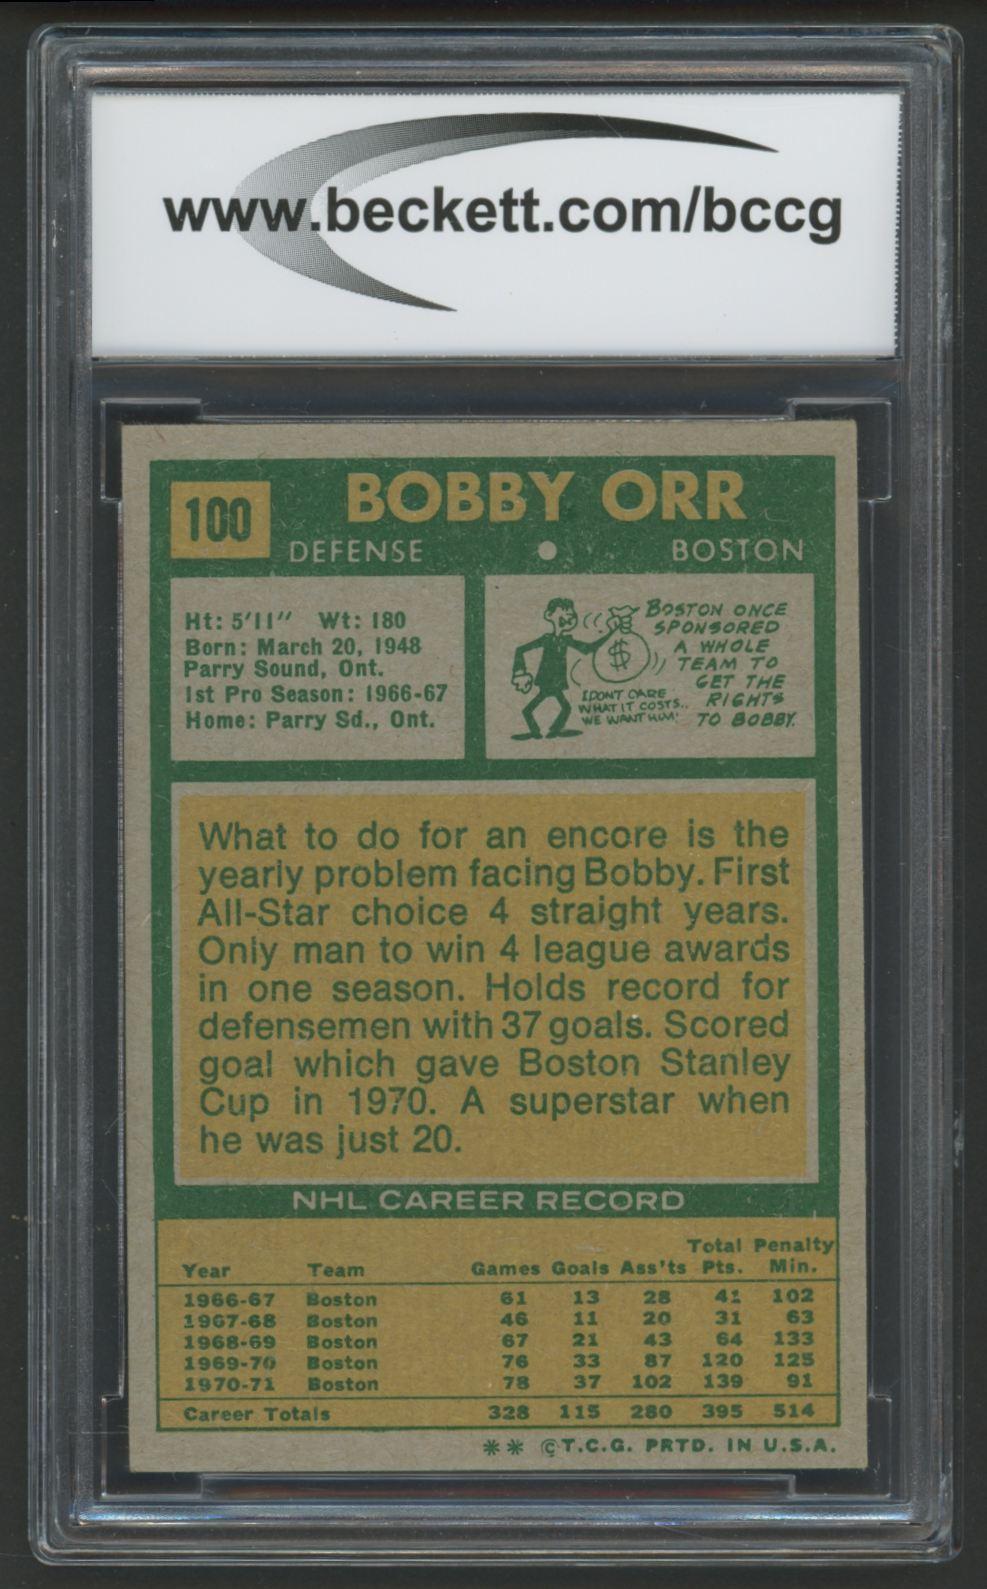 www.beckett.com/bccg
100
BOBBY ORR
DEFENSE • BOSTON
Ht: 5'11" Wt: 180
Born: March 20, 1948
Parry Sound, Ont.
1st Pro Season: 1966-67
Home: Parry Sd., Ont.
BOSTON ONCE
SPONSORED
A WHOLE
TEAM TO
GET THE
RIGHTS
TO BOBBY.
I DON'T CARE
WHAT IT COSTS..
WE WANT HIM!
$
What to do for an encore is the
yearly problem facing Bobby. First
All-Star choice 4 straight years.
Only man to win 4 league awards
in one season. Holds record for
defensemen with 37 goals. Scored
goal which gave Boston Stanley
Cup in 1970. A superstar when
he was just 20.
NHL CAREER RECORD
Total Penalty
Year Team Games Goals Ass'ts Pts. Min.
1966-67 Boston 61 13 28 41 102
1967-68 Boston 46 11 20 31 63
1968-69 Boston 67 21 43 64 133
1969-70 Boston 76 33 87 120 125
1970-71 Boston 78 37 102 139 91
Career Totals 328 115 280 395 514
** ©T.C.G. PRTD. IN U.S.A.